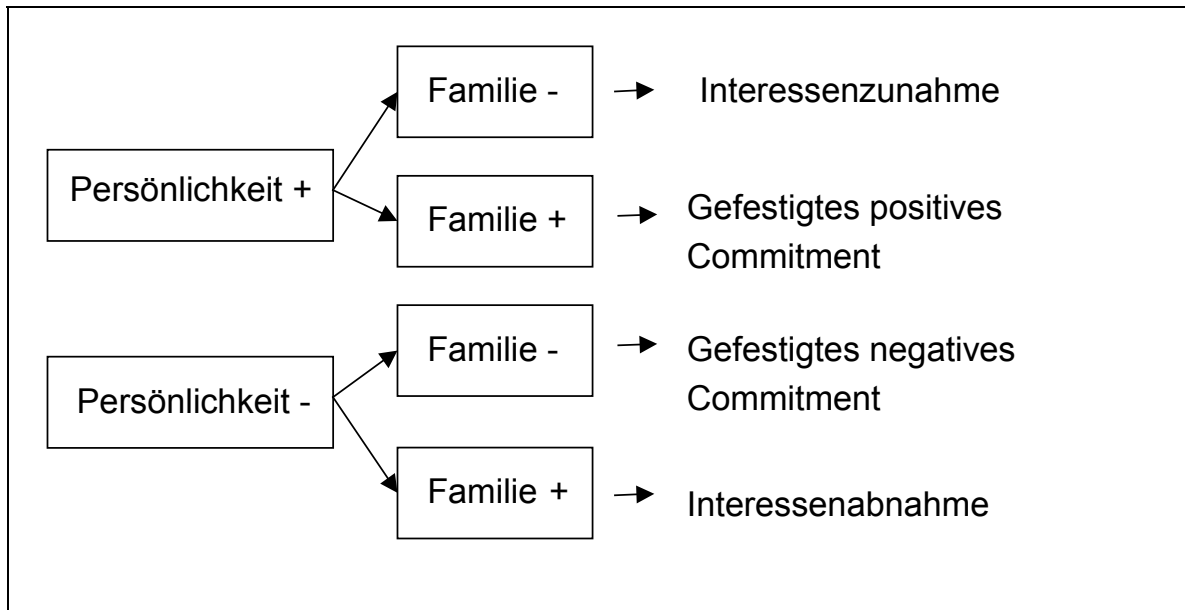 Familie -
Interessenzunahme
Persönlichkeit +
Familie +
Gefestigtes positives
Commitment
Familie -
Gefestigtes negatives
Commitment
Persönlichkeit -
Familie +
Interessenabnahme